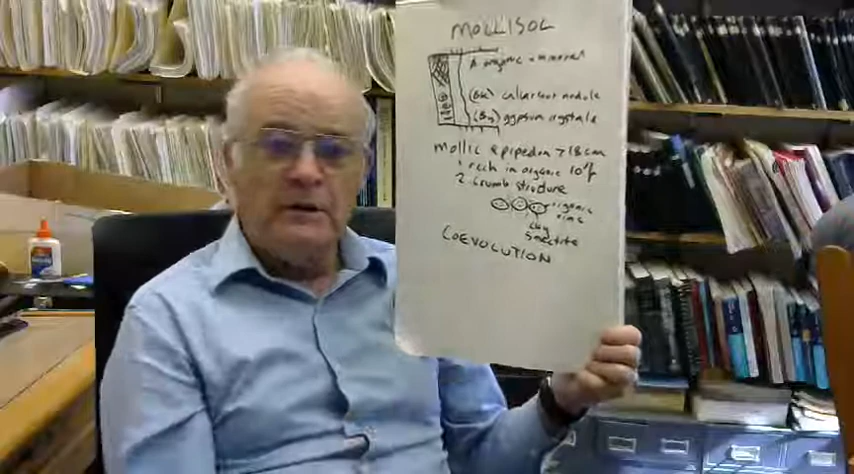 MOLLISOL
A organic + mineral
(Bk) calcareous nodule
(By) gypsum crystals
mollic epipedon >18cm
1 rich in organic 10%
2 crumb structure
organic
clay
smectite
COEVOLUTION